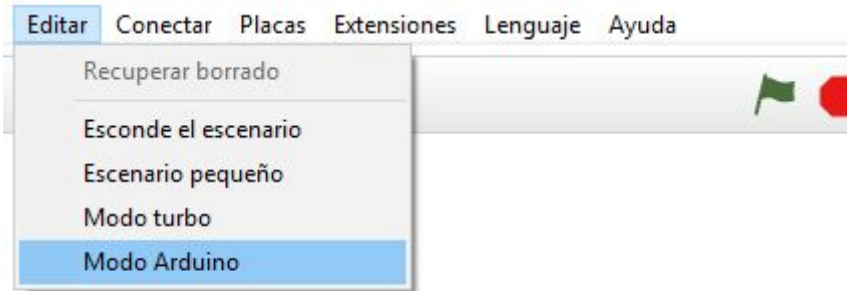 Editar Conectar Placas Extensiones Lenguaje Ayuda
Recuperar borrado
Esconde el escenario
Escenario pequeño
Modo turbo
Modo Arduino